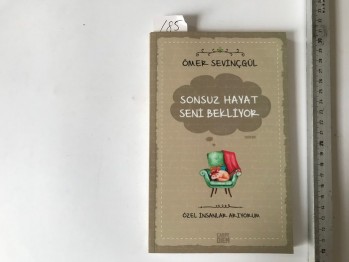 185
ÖMER SEVİNÇGÜL
SONSUZ HAYAT
SENİ BEKLİYOR
ÖZEL İNSANLAR ARIYORUM